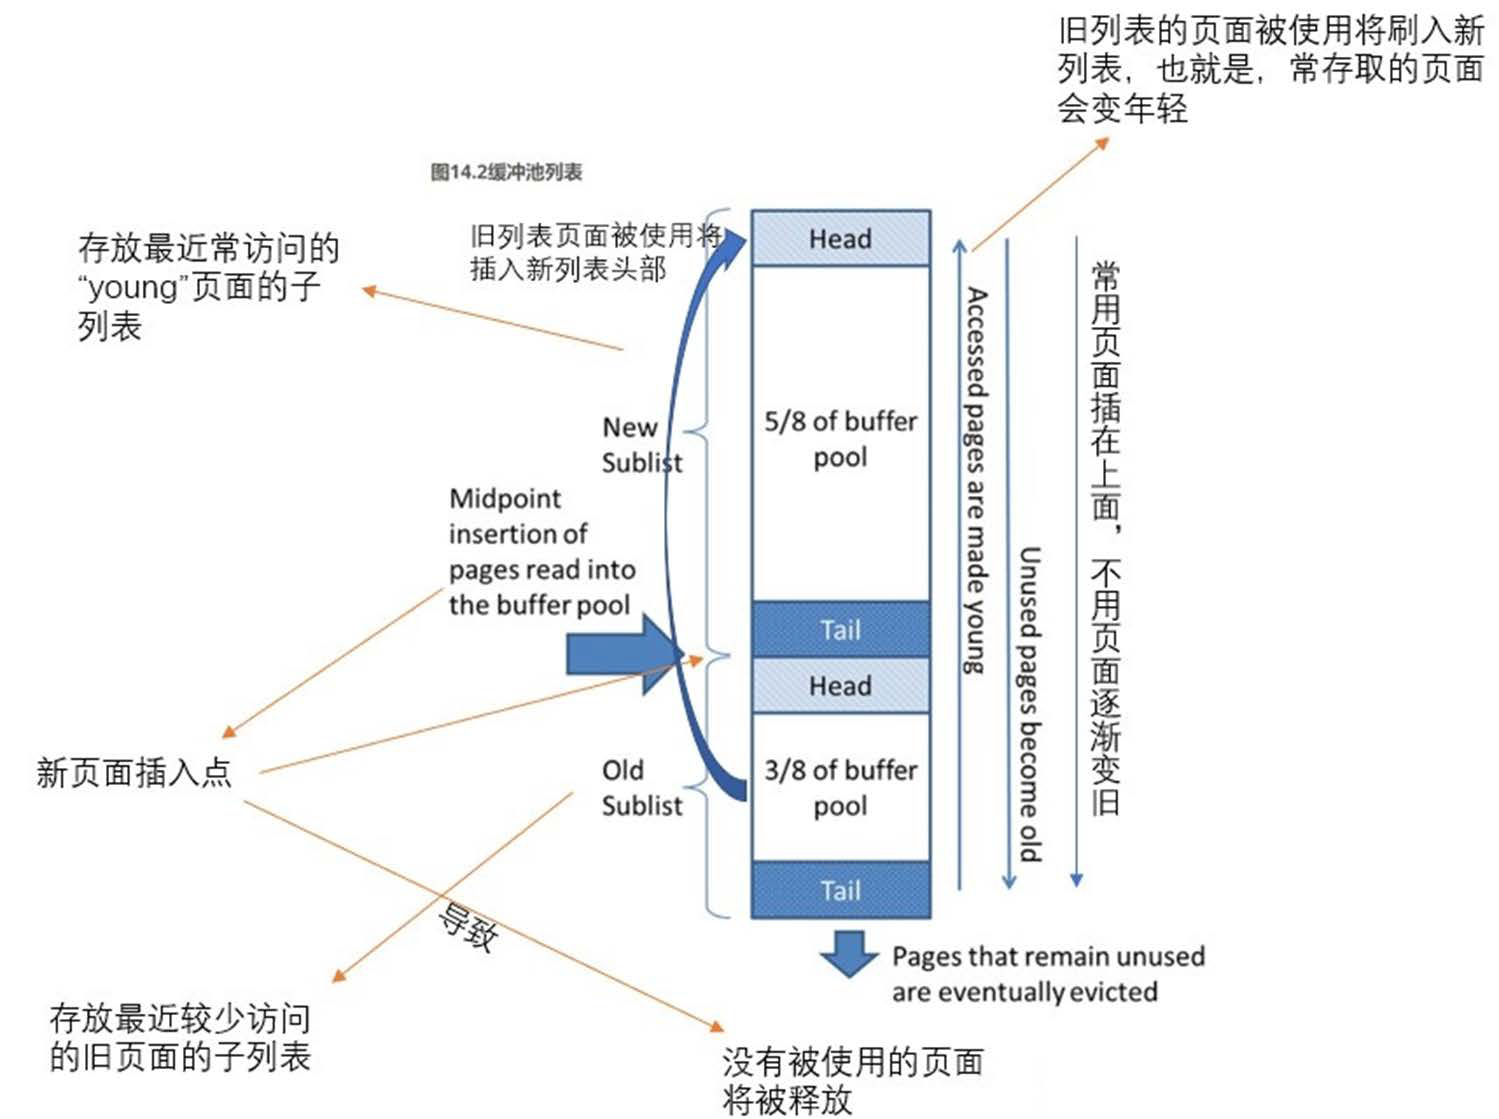 旧列表的页面被使用将刷入新
列表，也就是，常存取的页面
会变年轻
图14.2缓冲池列表
存放最近常访问的
“young”页面的子
列表
旧列表页面被使用将
插入新列表头部
Head
5/8 of buffer
pool
New
Sublist
Midpoint
insertion of
pages read into
the buffer pool
Tail
Head
新页面插入点
Old
Sublist
3/8 of buffer
pool
Tail
Accessed pages are made young
Unused pages become old
常用页面插在上面，不用页面逐渐变旧
导致
Pages that remain unused
are eventually evicted
存放最近较少访问
的旧页面的子列表
没有被使用的页面
将被释放